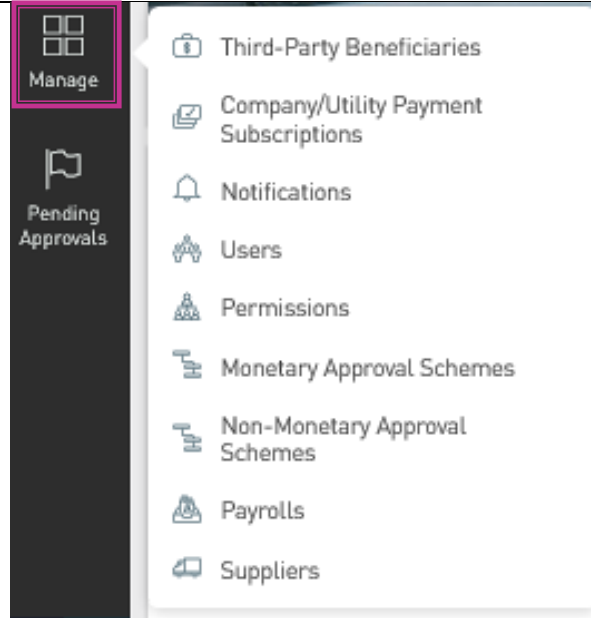 Manage
Pending
Approvals
Third-Party Beneficiaries
Company/Utility Payment
Subscriptions
Notifications
Users
Permissions
Monetary Approval Schemes
Non-Monetary Approval
Schemes
Payrolls
Suppliers